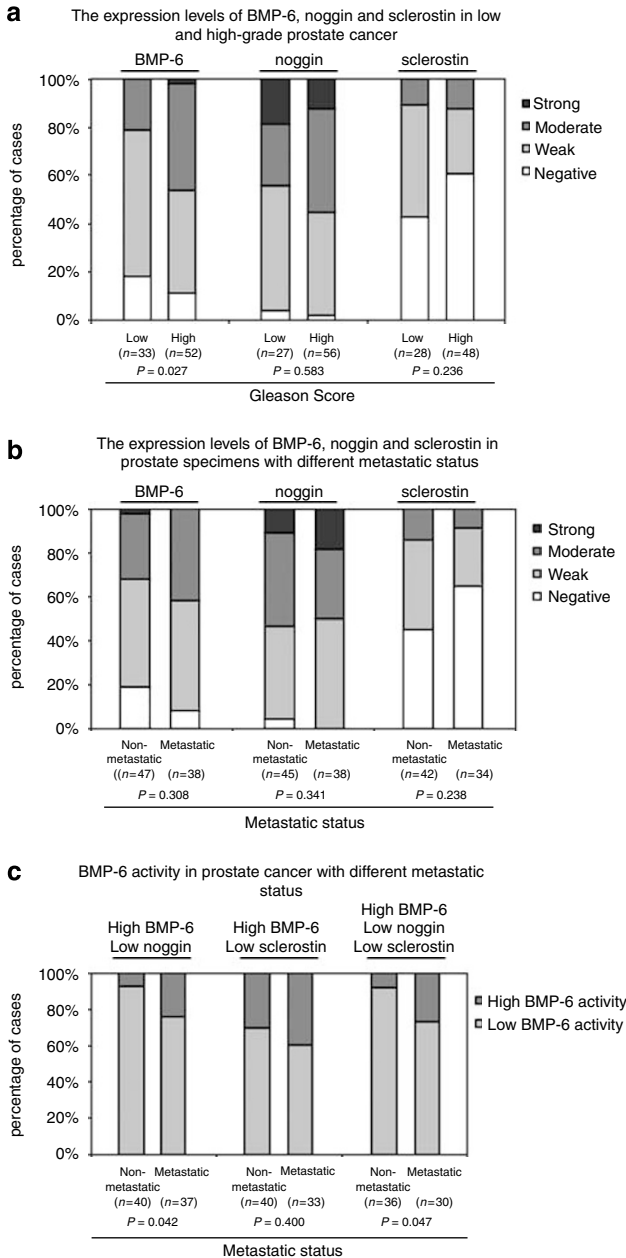 a
The expression levels of BMP-6, noggin and sclerostin in low
and high-grade prostate cancer
BMP-6 noggin sclerostin
percentage of cases
100%
80%
60%
40%
20%
0%
Strong
Moderate
Weak
Negative
Low High Low High Low High
(n=33) (n=52) (n=27) (n=56) (n=28) (n=48)
P = 0.027 P = 0.583 P = 0.236
Gleason Score
b
The expression levels of BMP-6, noggin and sclerostin in
prostate specimens with different metastatic status
BMP-6 noggin sclerostin
percentage of cases
100%
80%
60%
40%
20%
0%
Strong
Moderate
Weak
Negative
Non- Metastatic Non- Metastatic Non- Metastatic
metastatic metastatic metastatic
((n=47) (n=38) (n=45) (n=38) (n=42) (n=34)
P = 0.308 P = 0.341 P = 0.238
Metastatic status
c
BMP-6 activity in prostate cancer with different metastatic
status
High BMP-6
Low noggin
High BMP-6
Low sclerostin
High BMP-6
Low noggin
Low sclerostin
percentage of cases
100%
80%
60%
40%
20%
0%
High BMP-6 activity
Low BMP-6 activity
Non- Metastatic Non- Metastatic Non- Metastatic
metastatic metastatic metastatic
(n=40) (n=37) (n=40) (n=33) (n=36) (n=30)
P = 0.042 P = 0.400 P = 0.047
Metastatic status